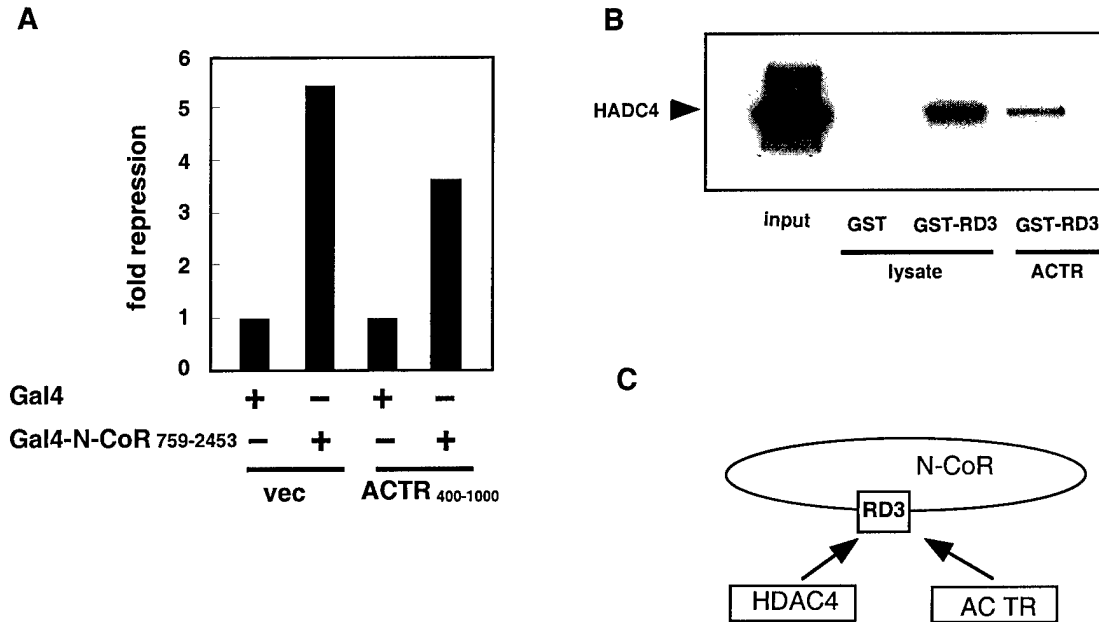 A
fold repression
6
5
4
3
2
1
0
Gal4 + – + –
Gal4-N-CoR 759-2453 – + – +
vec ACTR 400-1000
B
HADC4
input GST GST-RD3 GST-RD3
lysate ACTR
C
N-CoR
RD3
HDAC4 AC TR